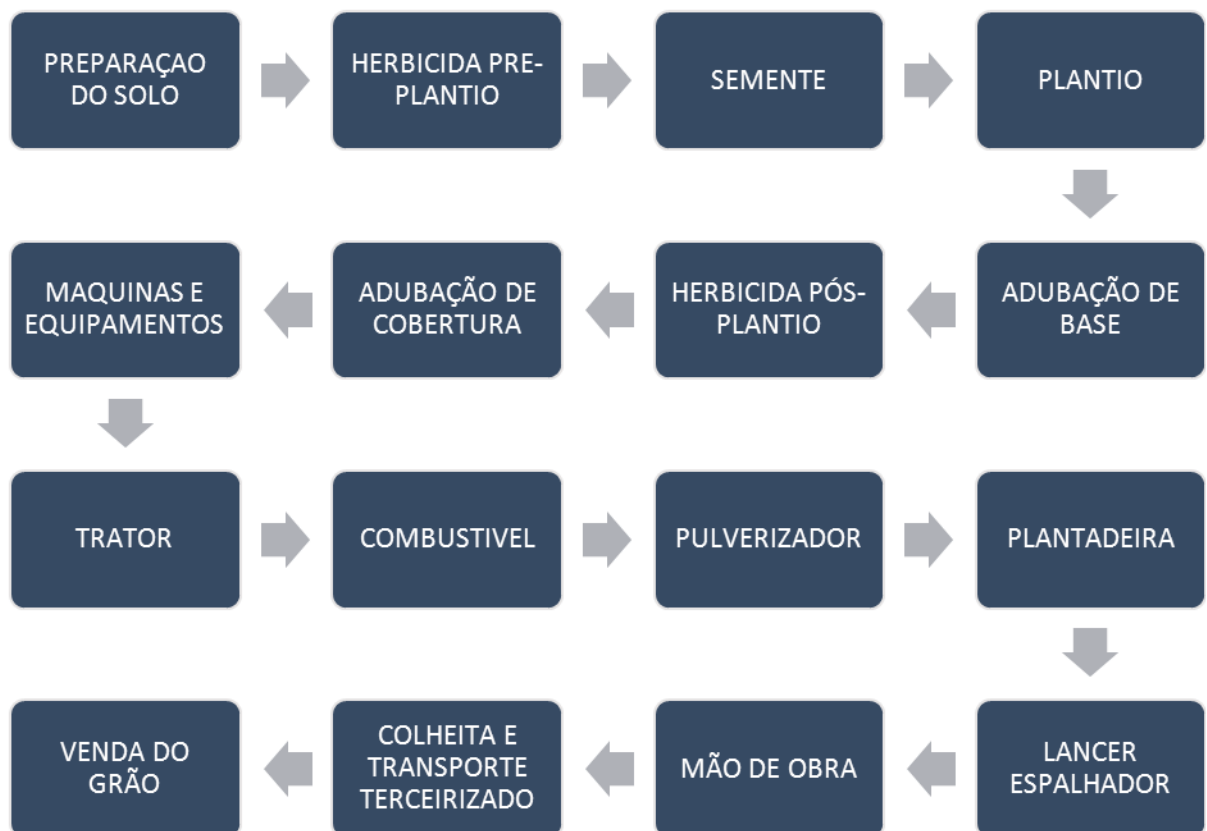 PREPARAÇAO
DO SOLO
HERBICIDA PRE-
PLANTIO
SEMENTE
PLANTIO
ADUBAÇÃO DE
BASE
HERBICIDA PÓS-
PLANTIO
ADUBAÇÃO DE
COBERTURA
MAQUINAS E
EQUIPAMENTOS
TRATOR
COMBUSTIVEL
PULVERIZADOR
PLANTADEIRA
LANCER
ESPALHADOR
MÃO DE OBRA
COLHEITA E
TRANSPORTE
TERCEIRIZADO
VENDA DO
GRÃO